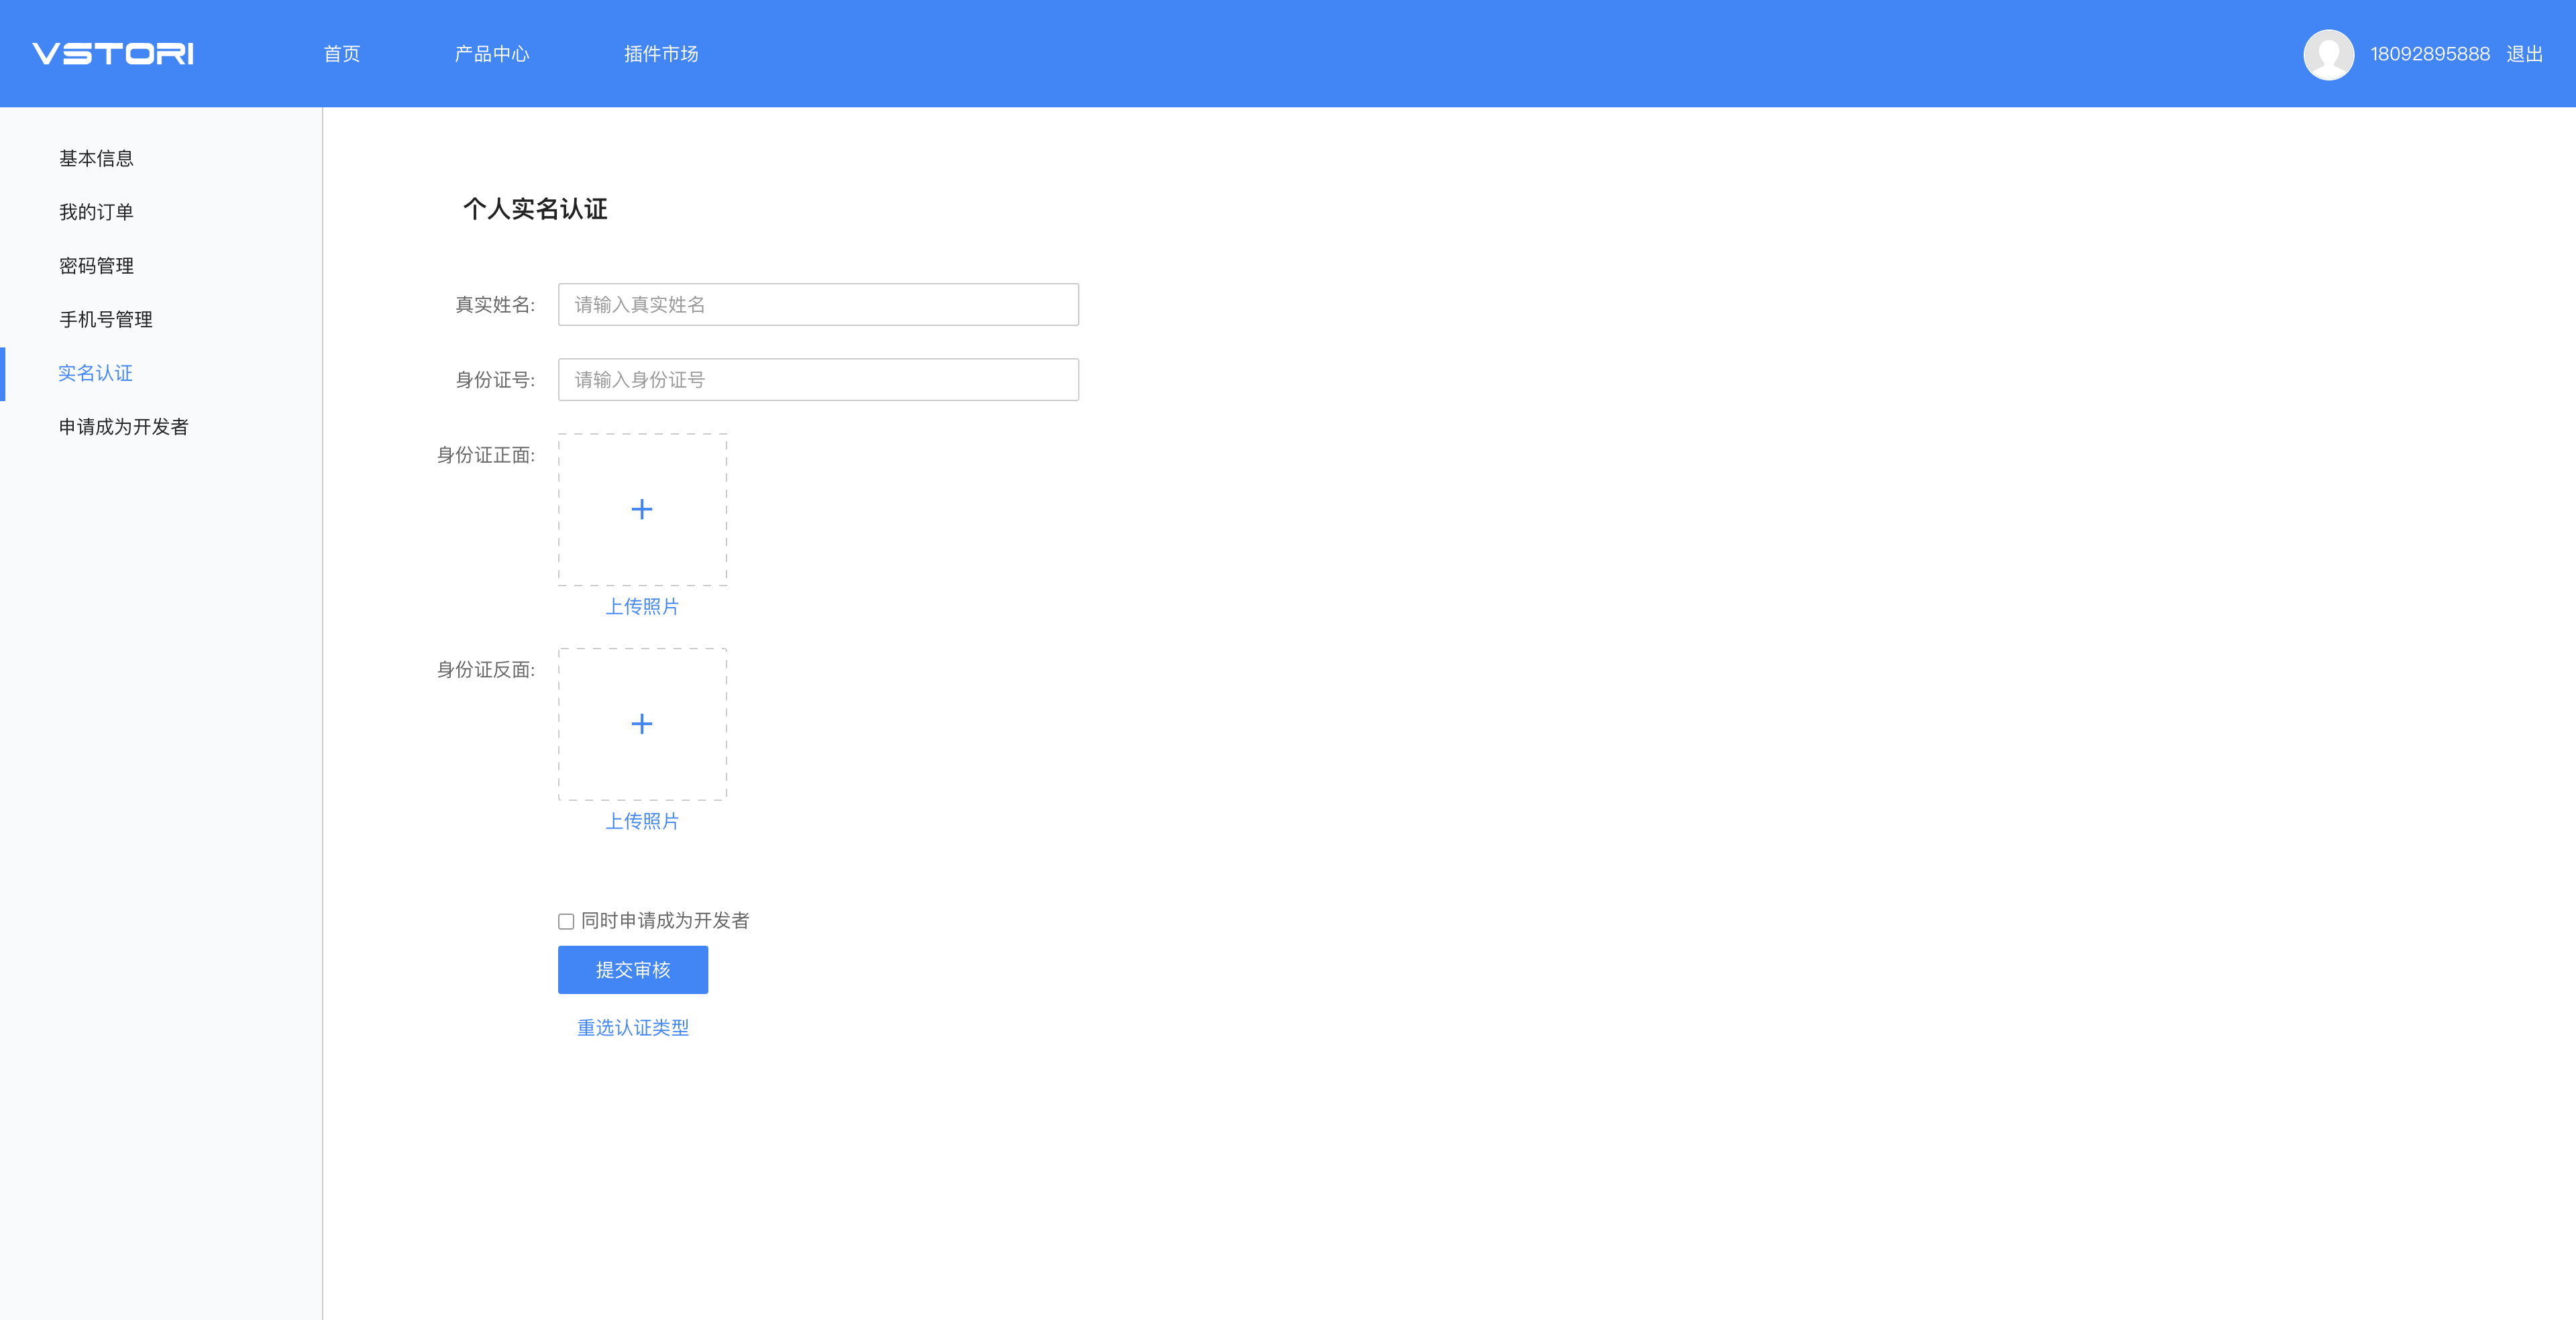 VSTORI
首页
产品中心
插件市场
18092895888
退出
基本信息
我的订单
密码管理
手机号管理
实名认证
申请成为开发者
个人实名认证
真实姓名: 请输入真实姓名
身份证号: 请输入身份证号
身份证正面:
上传照片
身份证反面:
上传照片
同时申请成为开发者
提交审核
重选认证类型